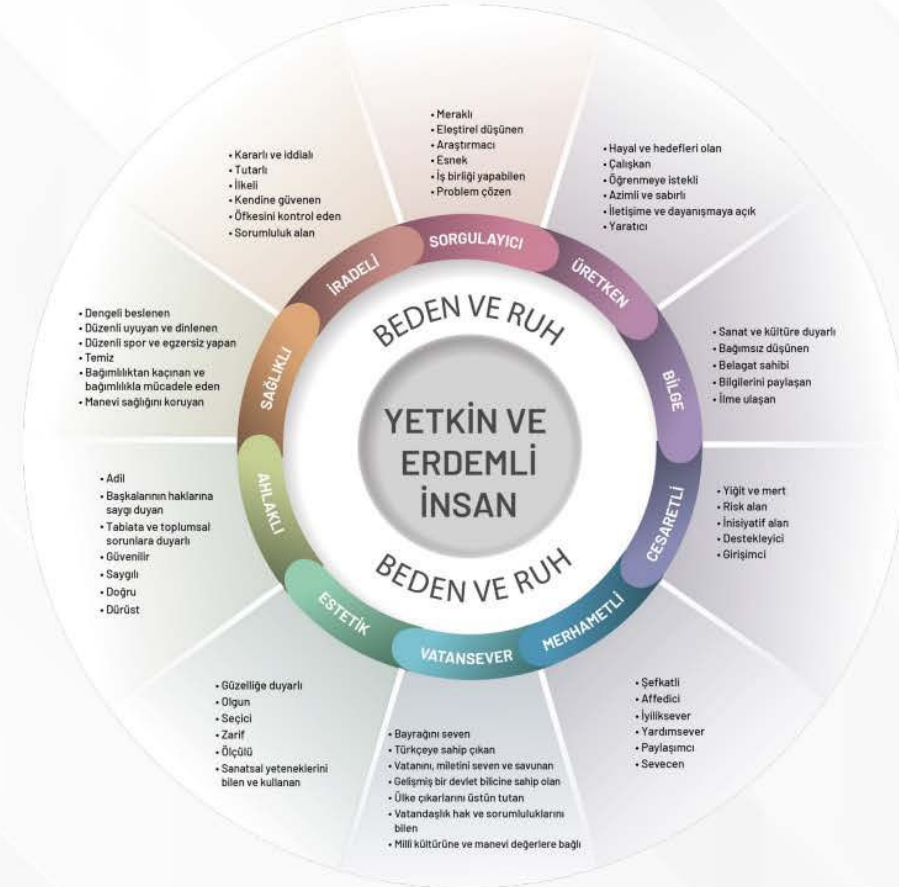 • Meraklı
• Eleştirel düşünen
• Araştırmacı
• Esnek
• İş birliği yapabilen
• Problem çözen
SORGULAYICI
• Hayal ve hedefleri olan
• Çalışkan
• Öğrenmeye istekli
• Azimli ve sabırlı
• İletişime ve dayanışmaya açık
• Yaratıcı
ÜRETKEN
• Sanat ve kültüre duyarlı
• Bağımsız düşünen
• Belagat sahibi
• Bilgilerini paylaşan
• İlme ulaşan
BİLGE
• Yiğit ve mert
• Risk alan
• İnisiyatif alan
• Destekleyici
• Girişimci
CESARETLİ
• Şefkatli
• Affedici
• İyiliksever
• Yardımsever
• Paylaşımcı
• Sevecen
MERHAMETLİ
• Bayrağını seven
• Türkçeye sahip çıkan
• Vatanını, milletini seven ve savunan
• Gelişmiş bir devlet bilicine sahip olan
• Ülke çıkarlarını üstün tutan
• Vatandaşlık hak ve sorumluluklarını
bilen
• Millî kültürüne ve manevi değerlere bağlı
VATANSEVER
• Güzelliğe duyarlı
• Olgun
• Seçici
• Zarif
• Ölçülü
• Sanatsal yeteneklerini
bilen ve kullanan
ESTETİK
• Adil
• Başkalarının haklarına
saygı duyan
• Tabiata ve toplumsal
sorunlara duyarlı
• Güvenilir
• Saygılı
• Doğru
• Dürüst
AHLAKLI
• Dengeli beslenen
• Düzenli uyuyan ve dinlenen
• Düzenli spor ve egzersiz yapan
• Temiz
• Bağımlılıktan kaçınan ve
bağımlılıkla mücadele eden
• Manevi sağlığını koruyan
SAĞLIKLI
• Kararlı ve iddialı
• Tutarlı
• İlkeli
• Kendine güvenen
• Öfkesini kontrol eden
• Sorumluluk alan
İRADELİ
BEDEN VE RUH
YETKİN VE
ERDEMLİ
İNSAN
BEDEN VE RUH